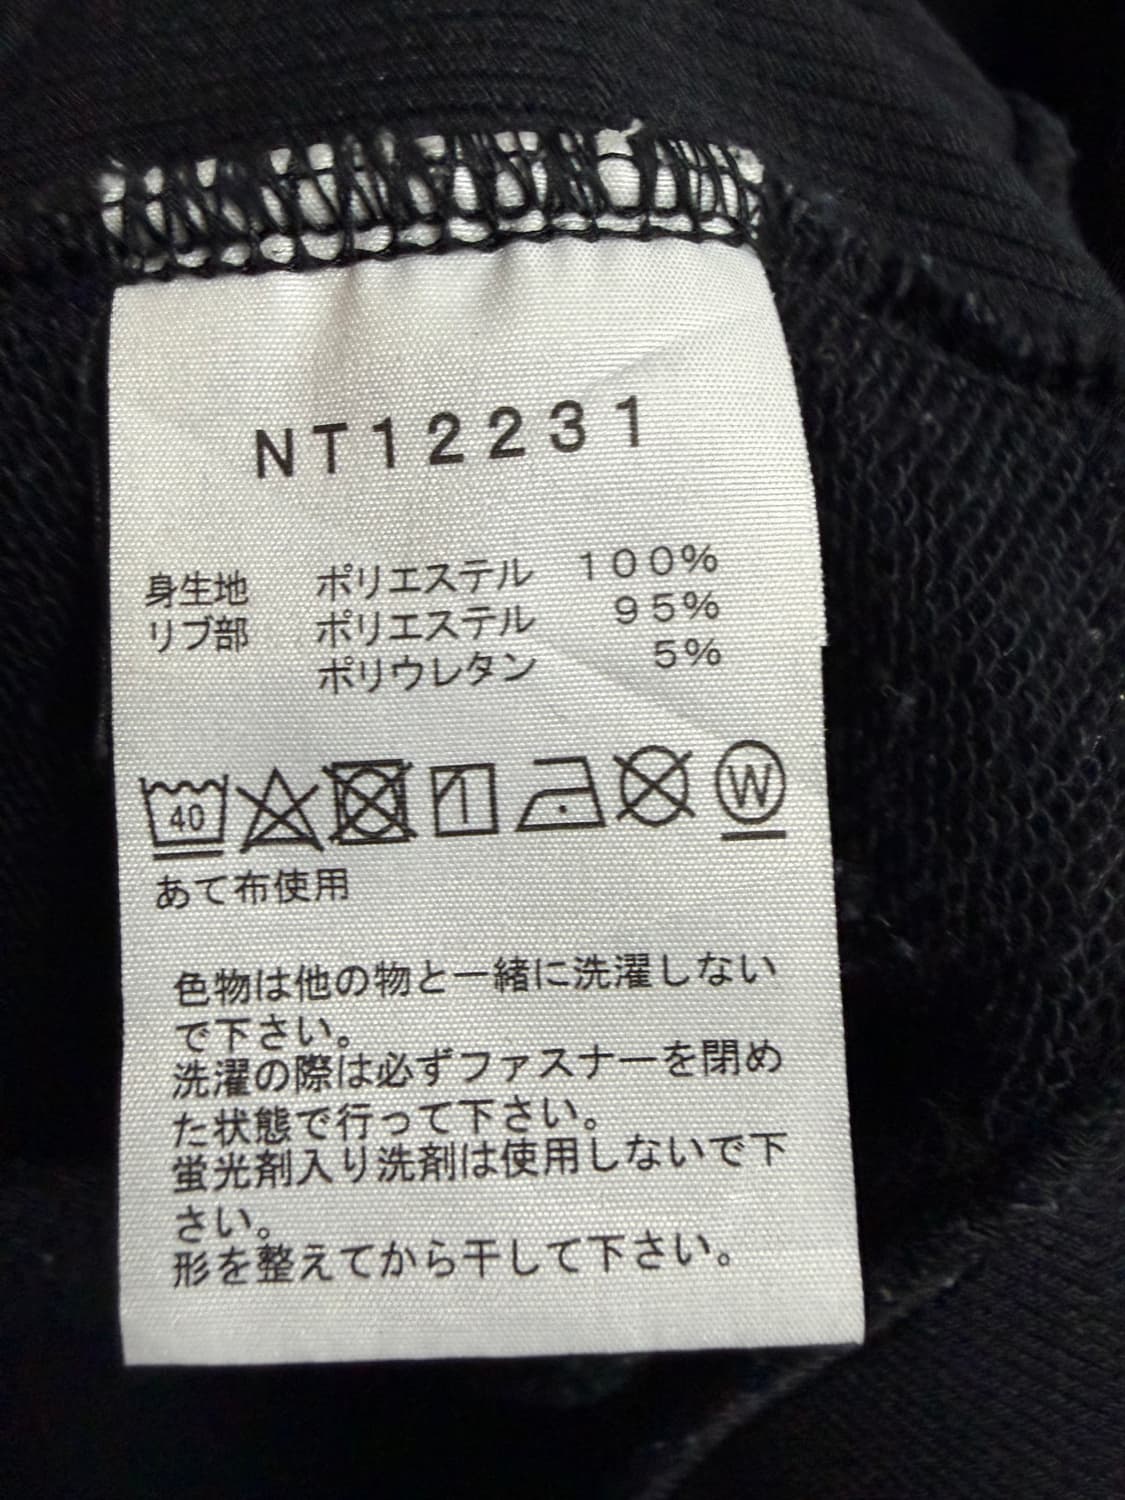 NT12231
身生地 ポリエステル 100%
リブ部 ポリエステル 95%
ポリウレタン 5%
40 W
あて布使用
色物は他の物と一緒に洗濯しない
で下さい。
洗濯の際は必ずファスナーを閉め
た状態で行って下さい。
蛍光剤入り洗剤は使用しないで下
さい。
形を整えてから干して下さい。